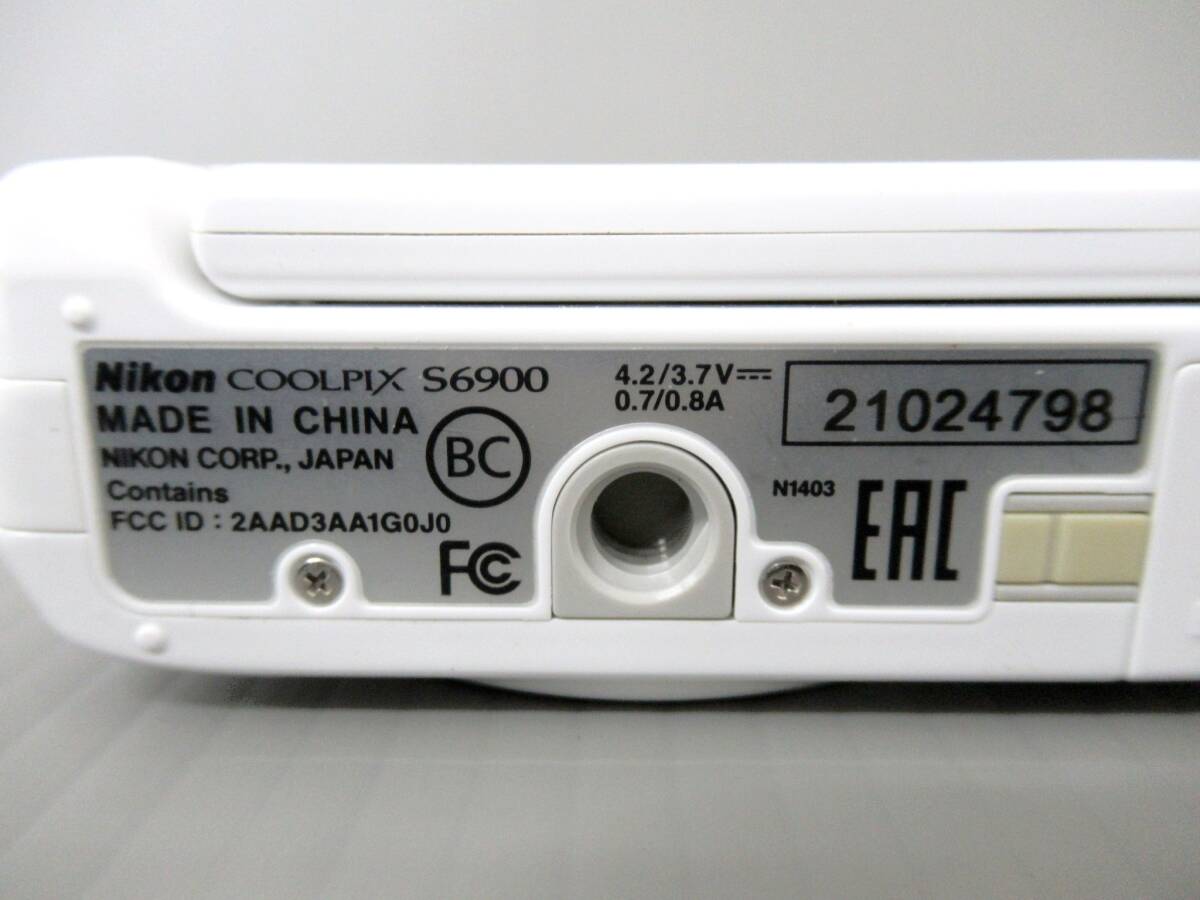 Nikon COOLPIX S6900
MADE IN CHINA
NIKON CORP., JAPAN
Contains
FCC ID : 2AAD3AA1G0J0
BC
FC
4.2/3.7V⎓
0.7/0.8A
21024798
N1403
EAC